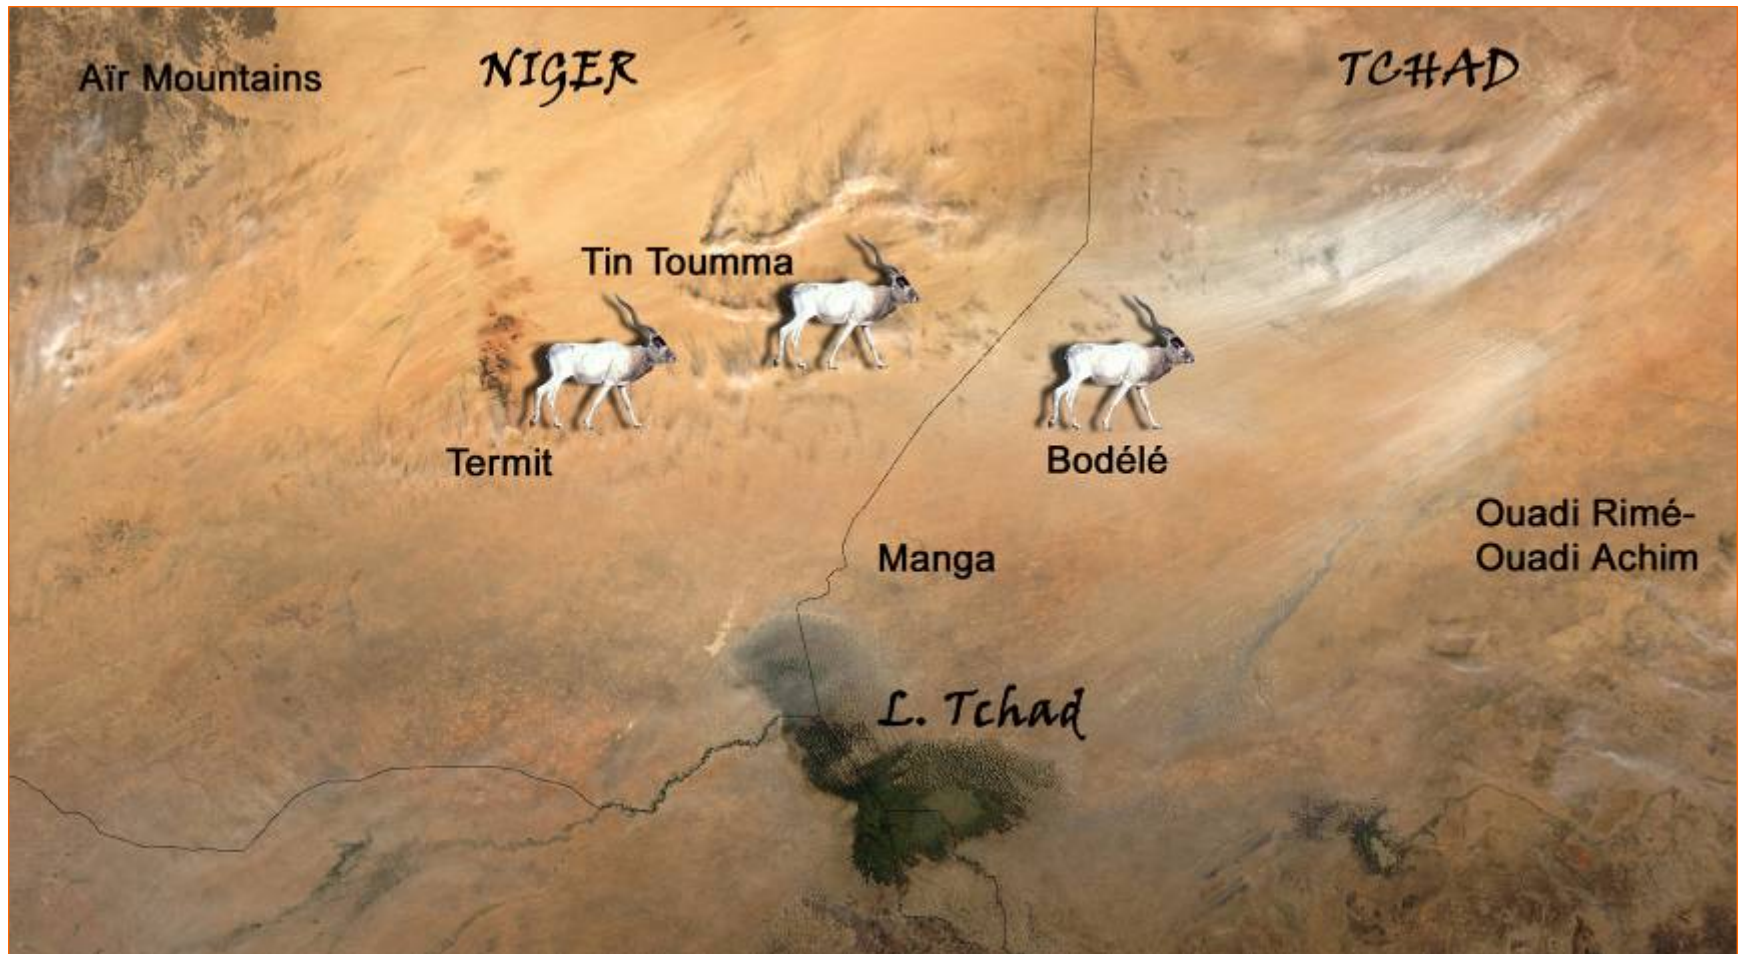 Aïr Mountains
NIGER
TCHAD
Tin Toumma
Termit
Bodélé
Ouadi Rimé-
Ouadi Achim
Manga
L. Tchad